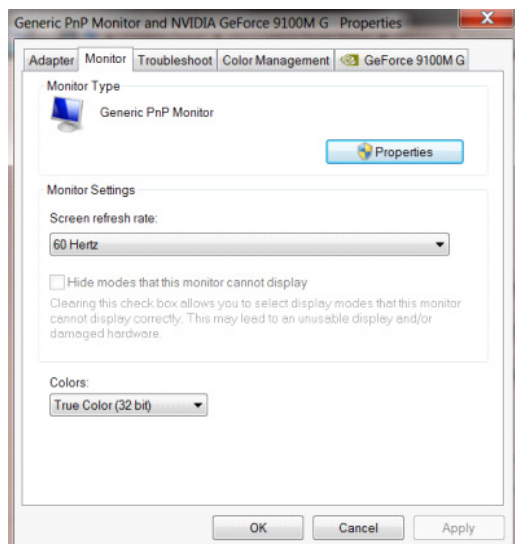 Generic PnP Monitor and NVIDIA GeForce 9100M G Properties
Adapter Monitor Troubleshoot Color Management GeForce 9100M G
Monitor Type
Generic PnP Monitor
Properties
Monitor Settings
Screen refresh rate:
60 Hertz
Hide modes that this monitor cannot display
Clearing this check box allows you to select display modes that this monitor
cannot display correctly. This may lead to an unusable display and/or
damaged hardware.
Colors:
True Color (32 bit)
OK Cancel Apply